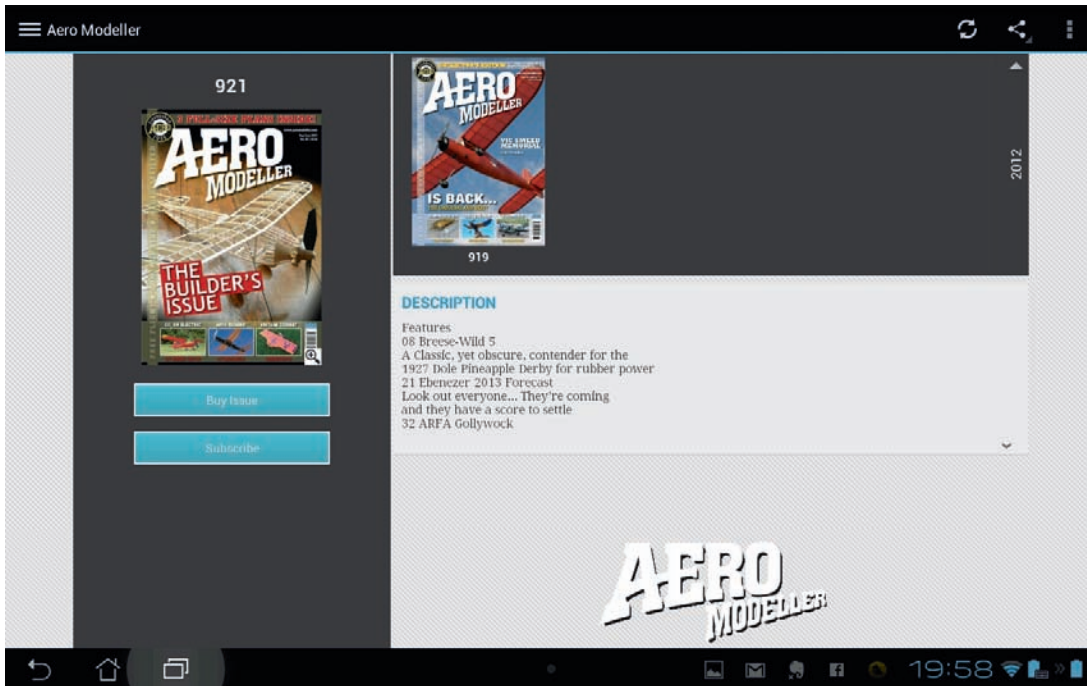 Aero Modeller
921
AERO
MODELLER
THE
BUILDER'S
ISSUE
Buy Issue
Subscribe
AERO
MODELLER
VIC SMEED
MEMORIAL
IS BACK...
919
2012
DESCRIPTION
Features
08 Breese-Wild 5
A Classic, yet obscure, contender for the
1927 Dole Pineapple Derby for rubber power
21 Ebenezer 2013 Forecast
Look out everyone... They're coming
and they have a score to settle
32 ARFA Gollywock
AERO
MODELLER
19:58